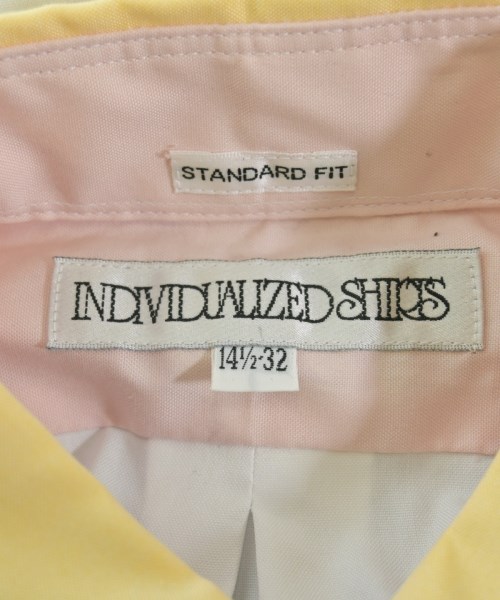 STANDARD FIT
INDIVIDUALIZED SHIRTS
14½-32